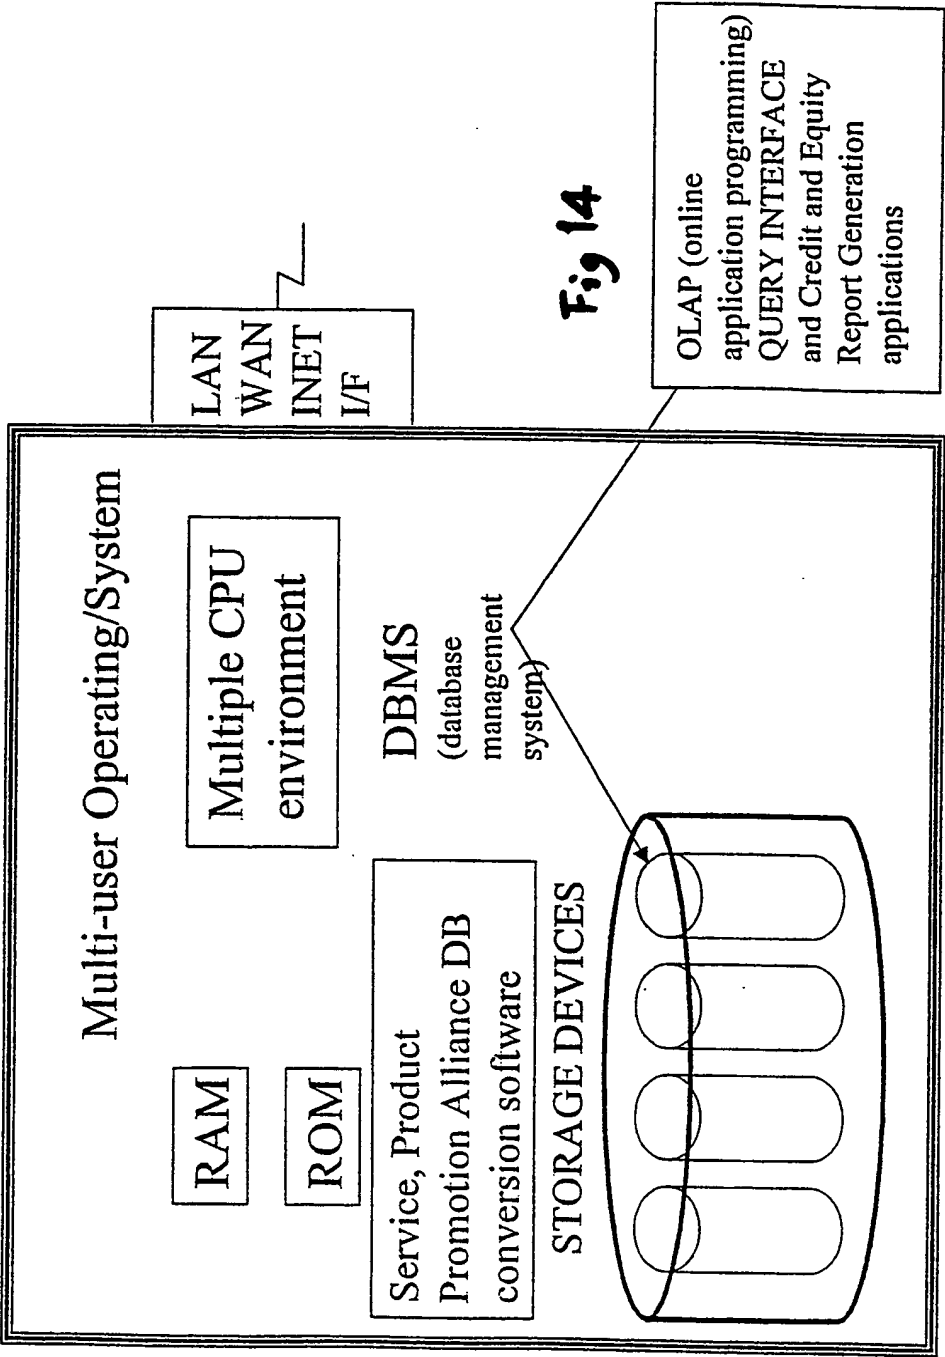 Multi-user Operating/System
RAM
ROM
Multiple CPU
environment
LAN
WAN
INET
I/F
Service, Product
Promotion Alliance DB
conversion software
DBMS
(database
management
system)
STORAGE DEVICES
Fig 14
OLAP (online
application programming)
QUERY INTERFACE
and Credit and Equity
Report Generation
applications